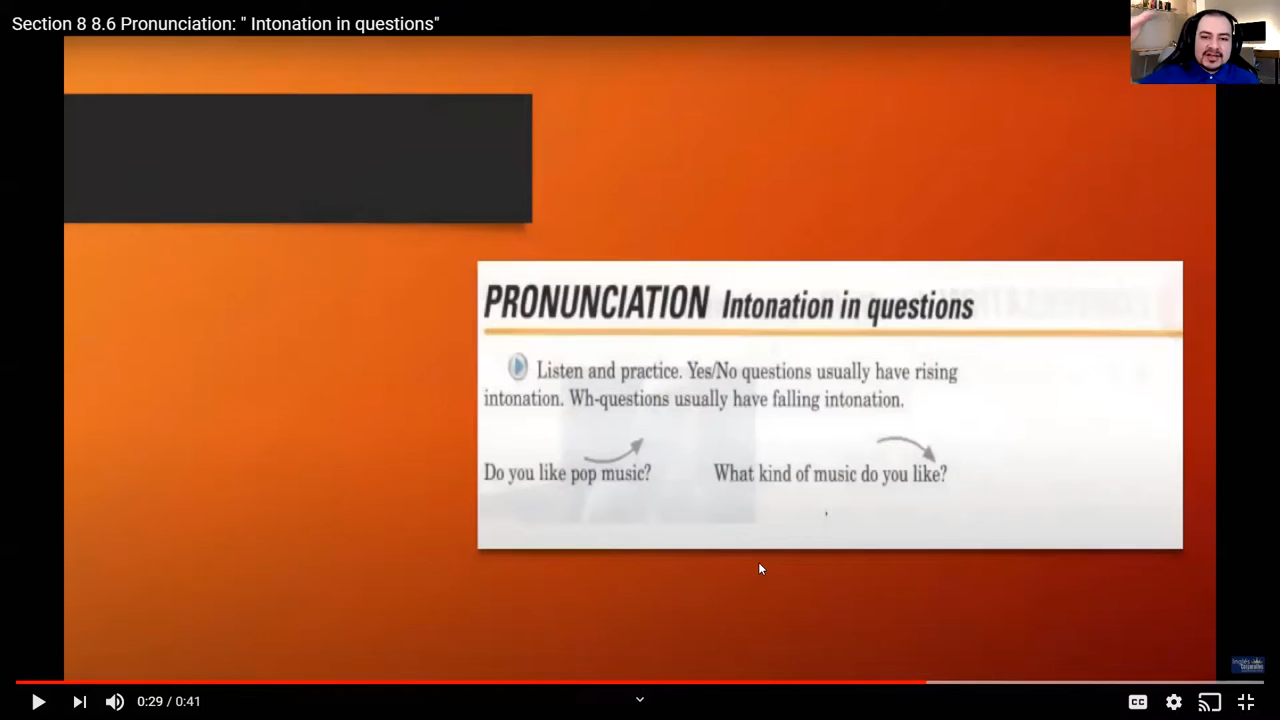 Section 8 8.6 Pronunciation: " Intonation in questions"
PRONUNCIATION Intonation in questions
Listen and practice. Yes/No questions usually have rising
intonation. Wh-questions usually have falling intonation.
Do you like pop music?
What kind of music do you like?
0:29 / 0:41
CC